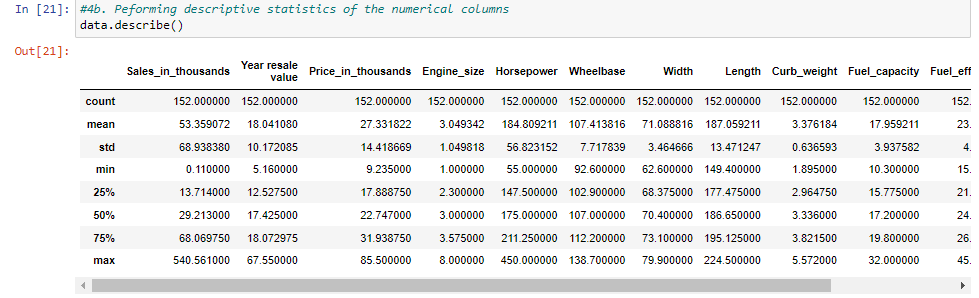 In [21]: #4b. Peforming descriptive statistics of the numerical columns
data.describe()
Out[21]:
Sales_in_thousands Year resale value Price_in_thousands Engine_size Horsepower Wheelbase Width Length Curb_weight Fuel_capacity Fuel_eff
count 152.000000 152.000000 152.000000 152.000000 152.000000 152.000000 152.000000 152.000000 152.000000 152.000000 152.
mean 53.359072 18.041080 27.331822 3.049342 184.809211 107.413816 71.088816 187.059211 3.376184 17.959211 23.
std 68.938380 10.172085 14.418669 1.049818 56.823152 7.717839 3.464666 13.471247 0.636593 3.937582 4.
min 0.110000 5.160000 9.235000 1.000000 55.000000 92.600000 62.600000 149.400000 1.895000 10.300000 15.
25% 13.714000 12.527500 17.888750 2.300000 147.500000 102.900000 68.375000 177.475000 2.964750 15.775000 21.
50% 29.213000 17.425000 22.747000 3.000000 175.000000 107.000000 70.400000 186.650000 3.336000 17.200000 24.
75% 68.069750 18.072975 31.938750 3.575000 211.250000 112.200000 73.100000 195.125000 3.821500 19.800000 26.
max 540.561000 67.550000 85.500000 8.000000 450.000000 138.700000 79.900000 224.500000 5.572000 32.000000 45.